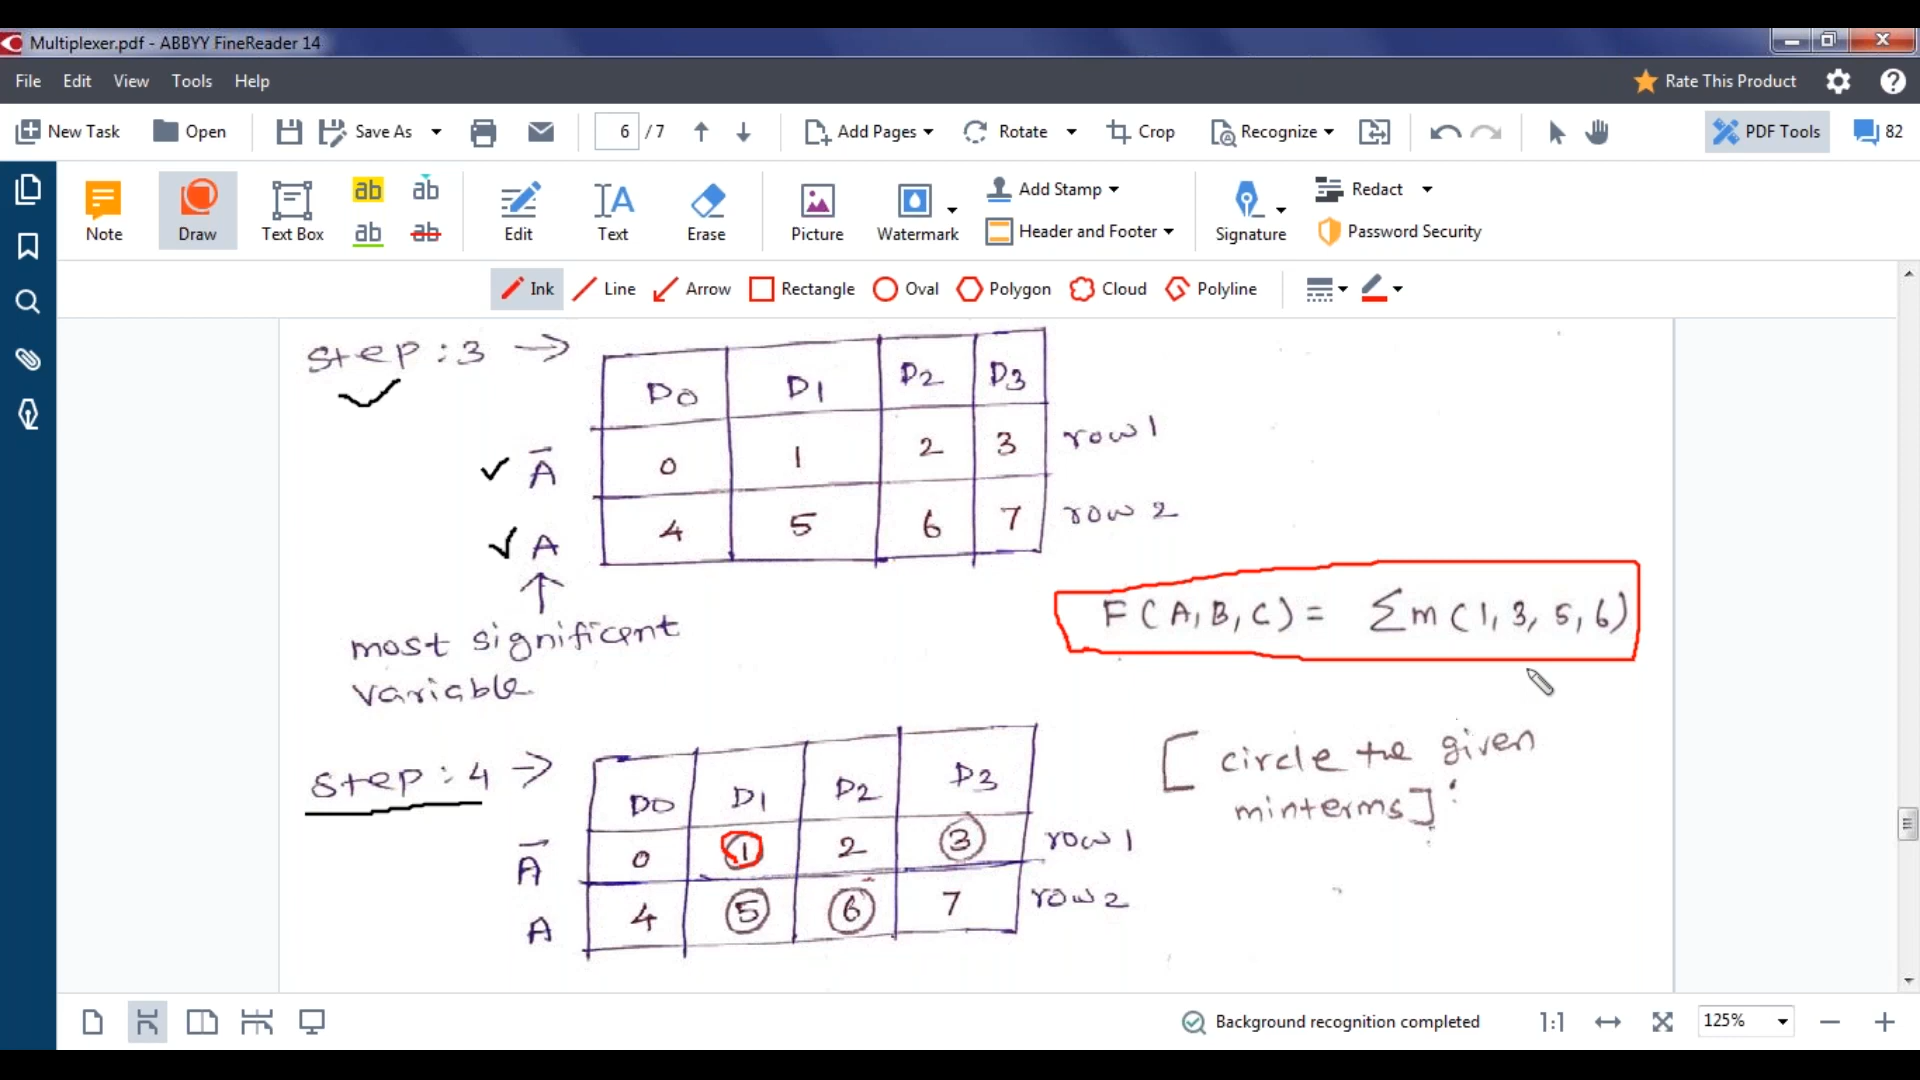 Multiplexer.pdf - ABBYY FineReader 14
File Edit View Tools Help
Rate This Product
New Task Open Save As 6 / 7 Add Pages Rotate Crop Recognize PDF Tools 82
Note Draw Text Box ab ab ab ab Edit Text Erase Picture Watermark Add Stamp Header and Footer Signature Redact Password Security
Ink Line Arrow Rectangle Oval Polygon Cloud Polyline
Step : 3 →
D0 D1 D2 D3
Ā 0 1 2 3 row 1
A 4 5 6 7 row 2
most significant
variable.
F(A, B, C) = Σm(1, 3, 5, 6)
Step : 4 →
[circle the given
minterms]
D0 D1 D2 D3
Ā 0 1 2 3 row 1
A 4 5 6 7 row 2
Background recognition completed 1:1 125%